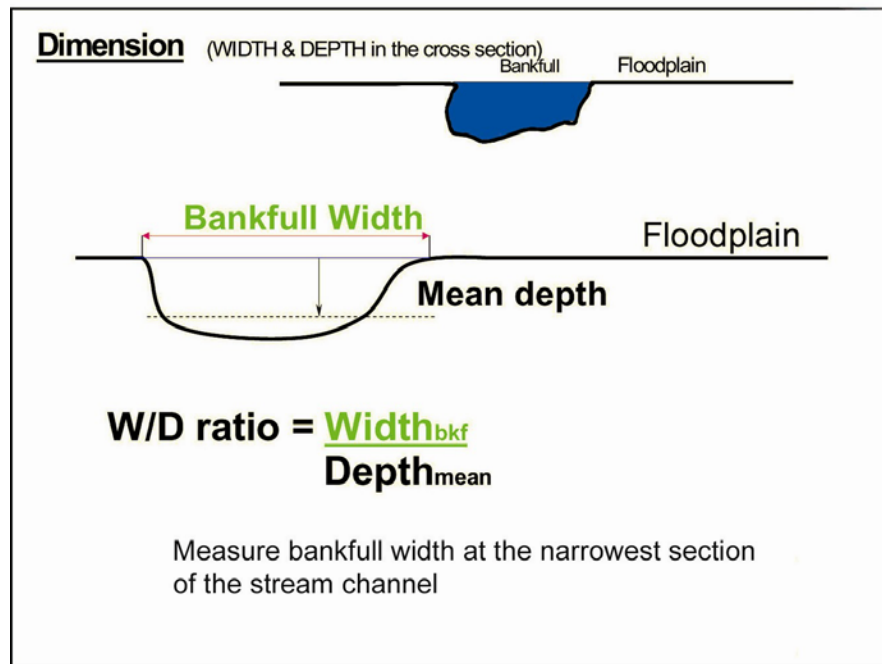 Dimension (WIDTH & DEPTH in the cross section)
Bankfull Floodplain
Bankfull Width
Floodplain
Mean depth
W/D ratio = Widthbkf
Depthmean
Measure bankfull width at the narrowest section
of the stream channel